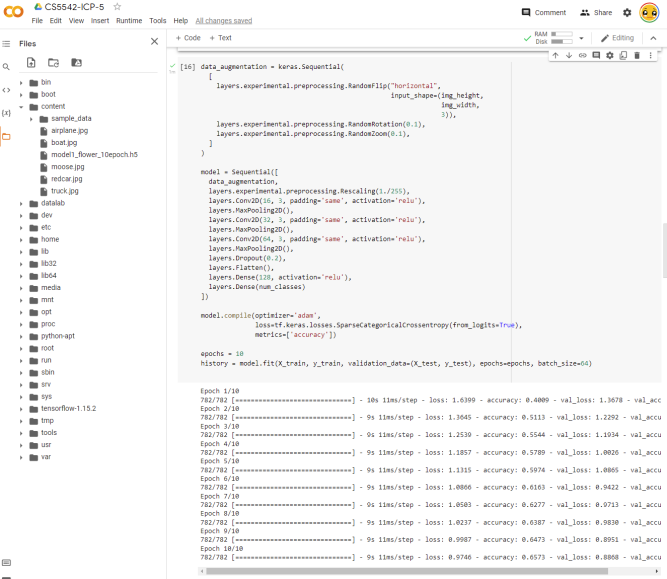 CS5542-ICP-5
File Edit View Insert Runtime Tools Help All changes saved
Comment Share
Files
+ Code + Text
RAM
Disk
Editing
bin
boot
content
sample_data
airplane.jpg
boat.jpg
model1_flower_10epoch.h5
moose.jpg
redcar.jpg
truck.jpg
datalab
dev
etc
home
lib
lib32
lib64
media
mnt
opt
proc
python-apt
root
run
sbin
srv
sys
tensorflow-1.15.2
tmp
tools
usr
var
{x}
[16] data_augmentation = keras.Sequential(
[
layers.experimental.preprocessing.RandomFlip("horizontal",
input_shape=(img_height,
img_width,
3)),
layers.experimental.preprocessing.RandomRotation(0.1),
layers.experimental.preprocessing.RandomZoom(0.1),
]
)
model = Sequential([
data_augmentation,
layers.experimental.preprocessing.Rescaling(1./255),
layers.Conv2D(16, 3, padding='same', activation='relu'),
layers.MaxPooling2D(),
layers.Conv2D(32, 3, padding='same', activation='relu'),
layers.MaxPooling2D(),
layers.Conv2D(64, 3, padding='same', activation='relu'),
layers.MaxPooling2D(),
layers.Dropout(0.2),
layers.Flatten(),
layers.Dense(128, activation='relu'),
layers.Dense(num_classes)
])
model.compile(optimizer='adam',
loss=tf.keras.losses.SparseCategoricalCrossentropy(from_logits=True),
metrics=['accuracy'])
epochs = 10
history = model.fit(X_train, y_train, validation_data=(X_test, y_test), epochs=epochs, batch_size=64)
Epoch 1/10
782/782 [==============================] - 10s 11ms/step - loss: 1.6399 - accuracy: 0.4009 - val_loss: 1.3678 - val_acc
Epoch 2/10
782/782 [==============================] - 9s 11ms/step - loss: 1.3645 - accuracy: 0.5113 - val_loss: 1.2292 - val_accu
Epoch 3/10
782/782 [==============================] - 9s 11ms/step - loss: 1.2539 - accuracy: 0.5544 - val_loss: 1.1934 - val_accu
Epoch 4/10
782/782 [==============================] - 9s 11ms/step - loss: 1.1857 - accuracy: 0.5789 - val_loss: 1.0026 - val_accu
Epoch 5/10
782/782 [==============================] - 9s 11ms/step - loss: 1.1315 - accuracy: 0.5974 - val_loss: 1.0865 - val_accu
Epoch 6/10
782/782 [==============================] - 9s 11ms/step - loss: 1.0866 - accuracy: 0.6163 - val_loss: 0.9422 - val_accu
Epoch 7/10
782/782 [==============================] - 9s 11ms/step - loss: 1.0503 - accuracy: 0.6277 - val_loss: 0.9713 - val_accu
Epoch 8/10
782/782 [==============================] - 9s 11ms/step - loss: 1.0237 - accuracy: 0.6387 - val_loss: 0.9830 - val_accu
Epoch 9/10
782/782 [==============================] - 9s 11ms/step - loss: 0.9987 - accuracy: 0.6473 - val_loss: 0.8951 - val_accu
Epoch 10/10
782/782 [==============================] - 9s 11ms/step - loss: 0.9746 - accuracy: 0.6573 - val_loss: 0.8868 - val_accu